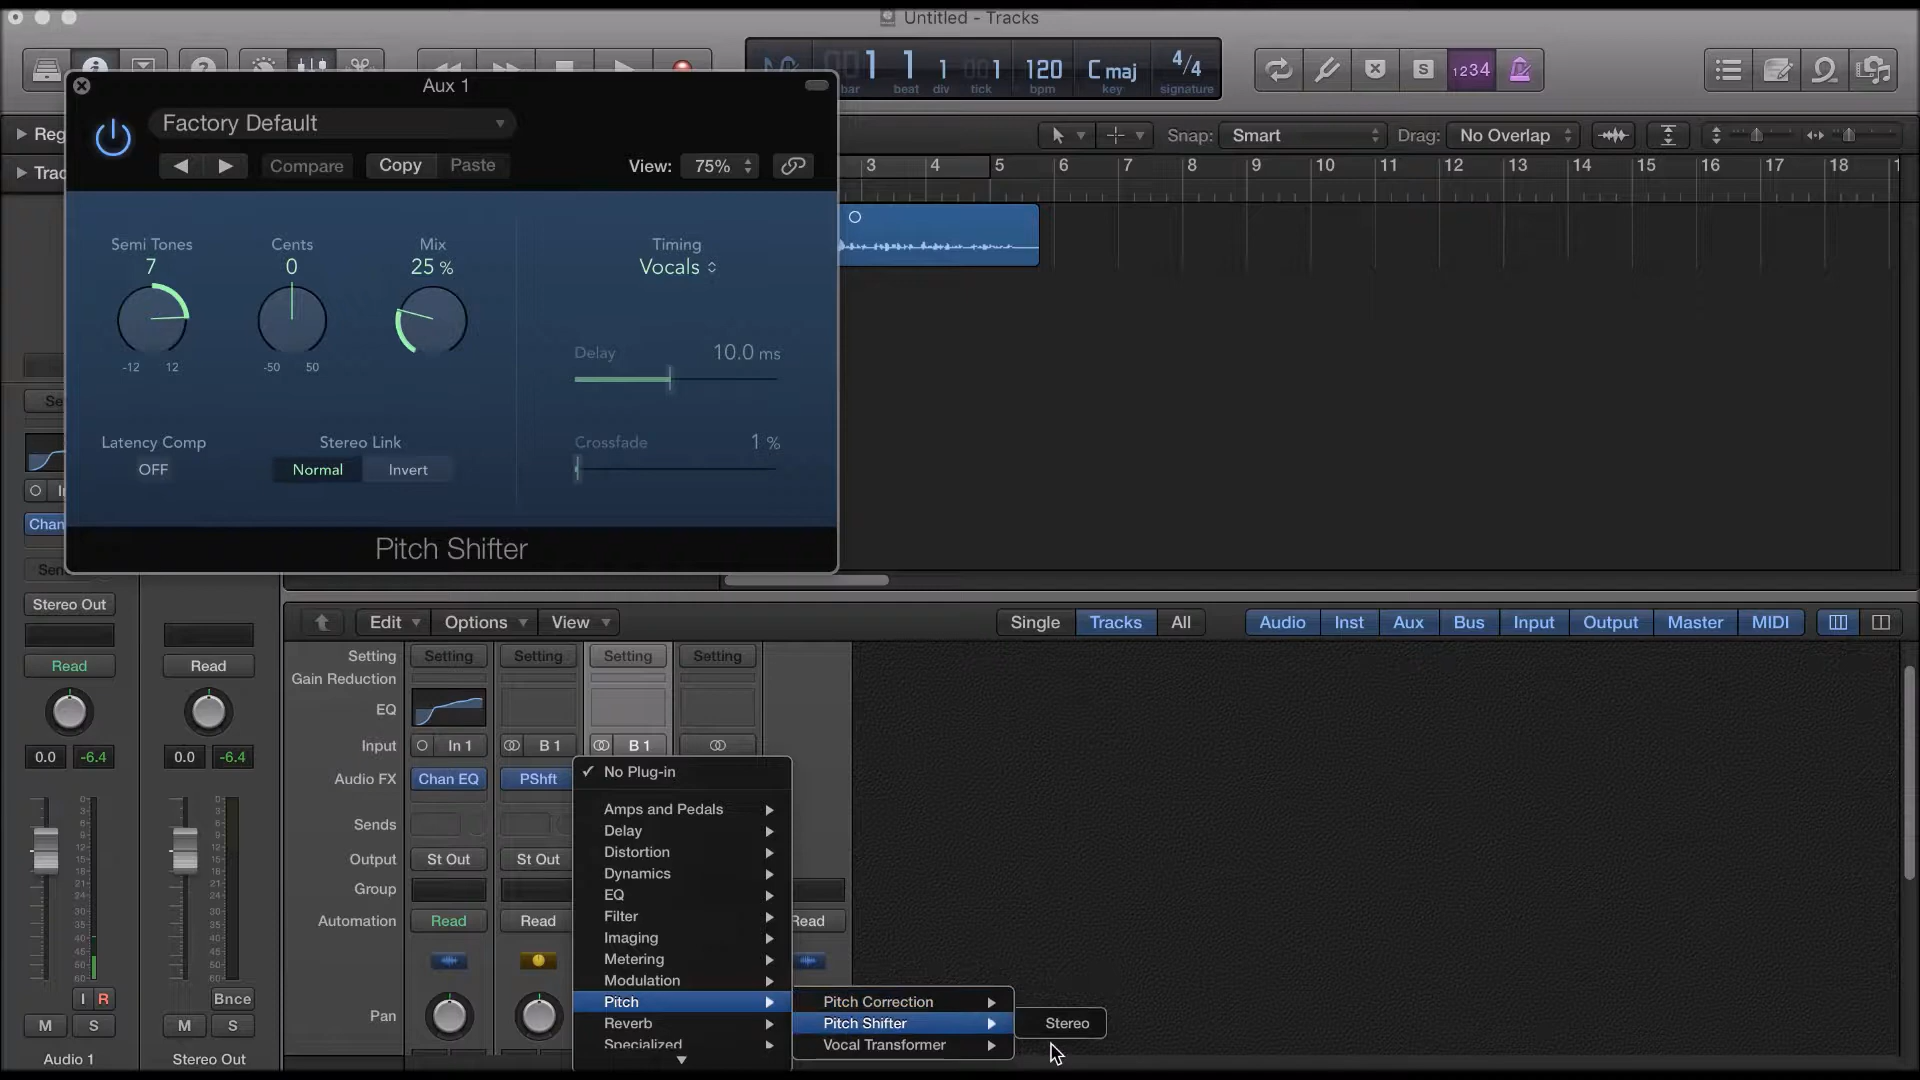 Untitled - Tracks
1 1 1 1 120 C maj 4/4
bar beat div tick bpm key signature
S 1234
Aux 1
Factory Default
Compare Copy Paste View: 75%
Snap: Smart Drag: No Overlap
3 4 5 6 7 8 9 10 11 12 13 14 15 16 17 18
Semi Tones Cents Mix Timing
7 0 25 % Vocals
-12 12 -50 50
Delay 10.0 ms
Latency Comp Stereo Link Crossfade 1 %
OFF Normal Invert
Pitch Shifter
Chan
Stereo Out
Read Read
0.0 -6.4 0.0 -6.4
I R Bnce
M S M S
Audio 1 Stereo Out
Edit Options View Single Tracks All Audio Inst Aux Bus Input Output Master MIDI
Setting Setting Setting Setting Setting
Gain Reduction
EQ
Input In 1 B 1 B 1
Audio FX Chan EQ PShft
Sends
Output St Out St Out
Group
Automation Read Read Read
Pan
✓ No Plug-in
Amps and Pedals
Delay
Distortion
Dynamics
EQ
Filter
Imaging
Metering
Modulation
Pitch
Reverb
Specialized
Pitch Correction
Pitch Shifter
Vocal Transformer
Stereo